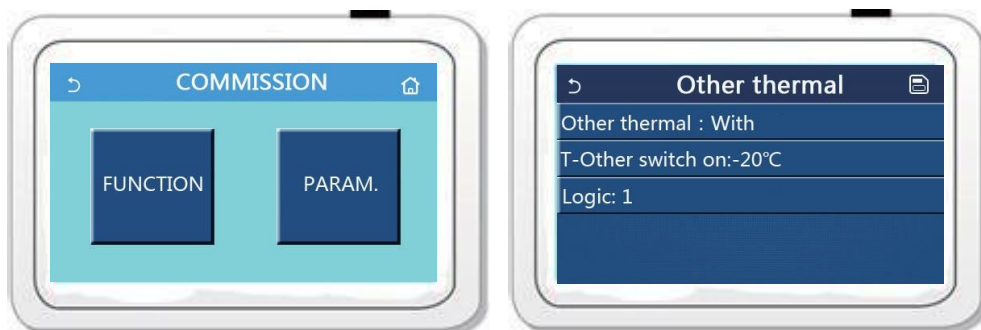 COMMISSION
FUNCTION
PARAM.
Other thermal
Other thermal : With
T-Other switch on:-20℃
Logic: 1